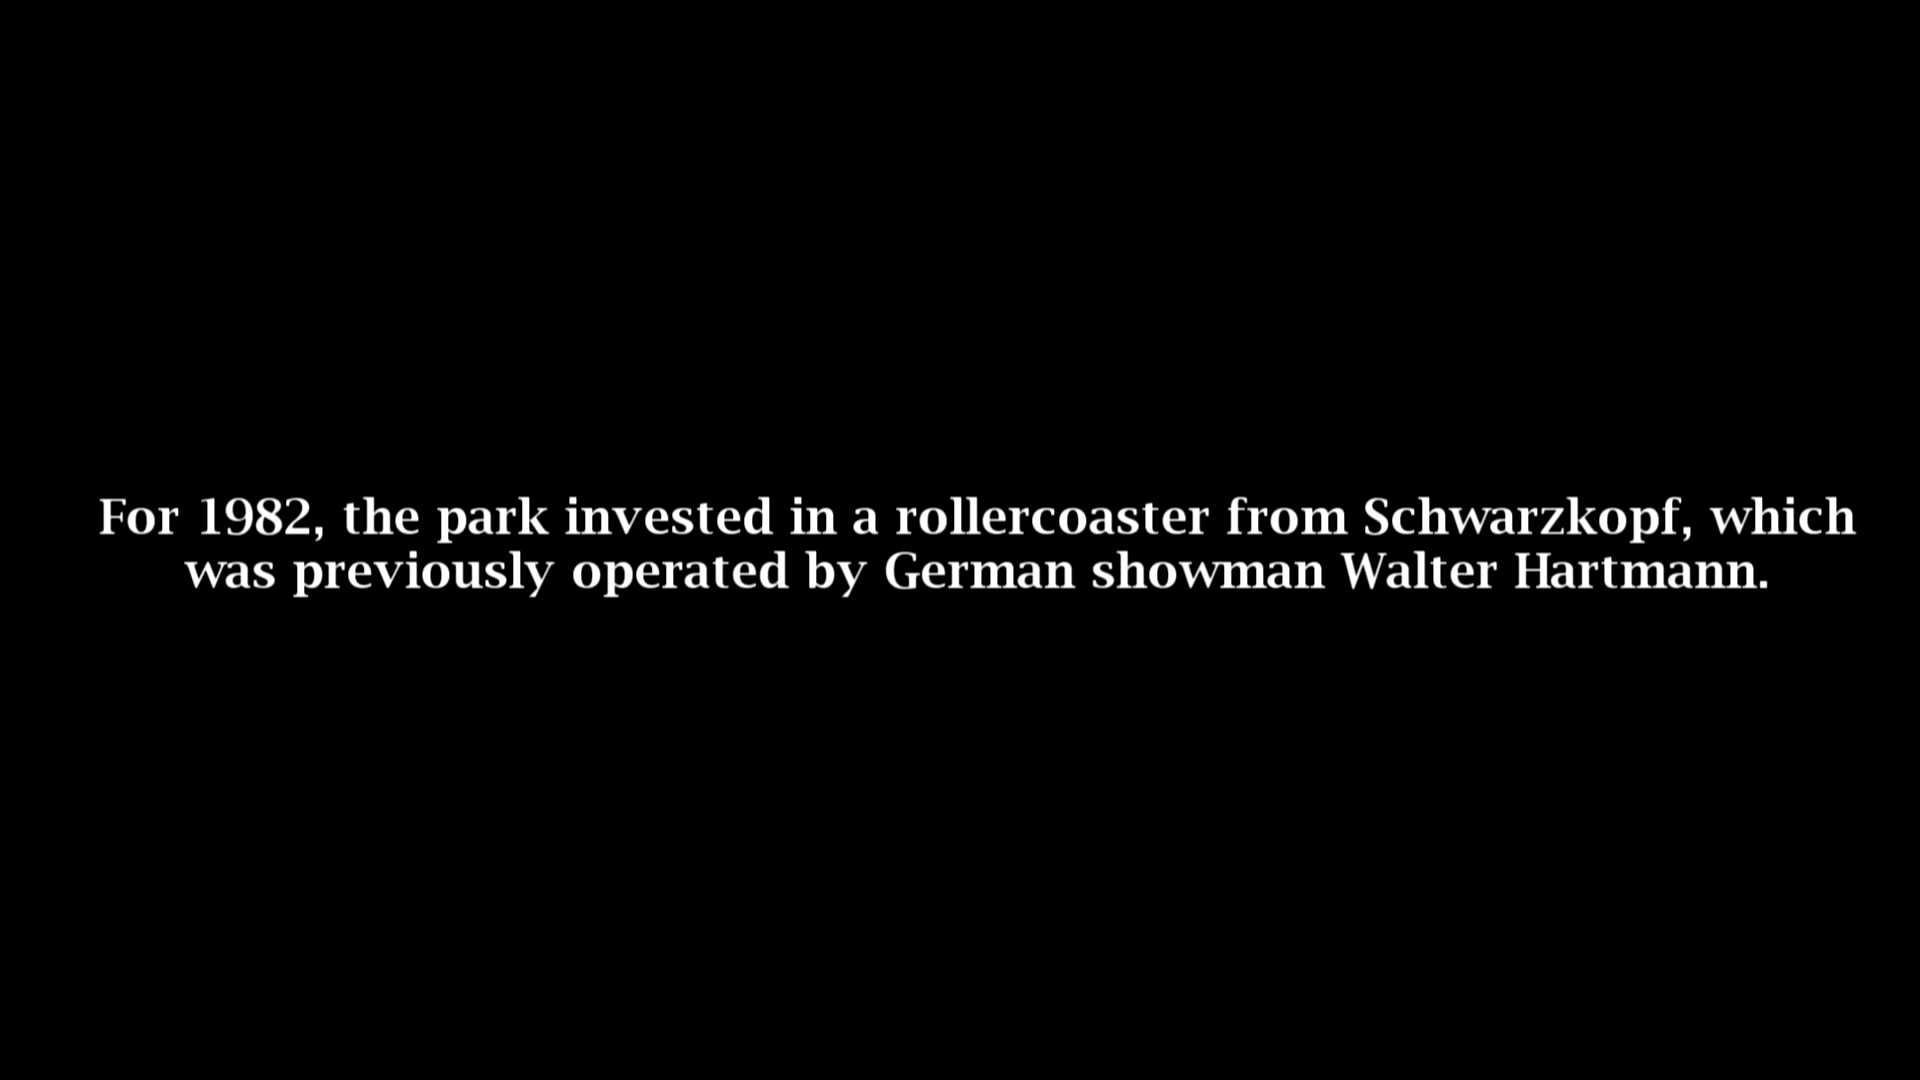 For 1982, the park invested in a rollercoaster from Schwarzkopf, which
was previously operated by German showman Walter Hartmann.